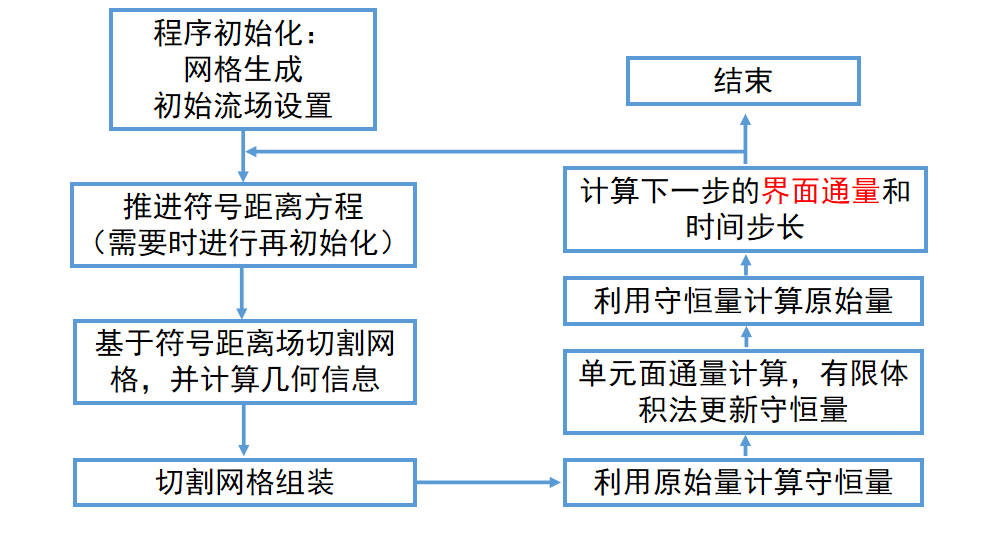 程序初始化：
网格生成
初始流场设置
推进符号距离方程
（需要时进行再初始化）
基于符号距离场切割网
格，并计算几何信息
切割网格组装
利用原始量计算守恒量
单元面通量计算，有限体
积法更新守恒量
利用守恒量计算原始量
计算下一步的界面通量和
时间步长
结束